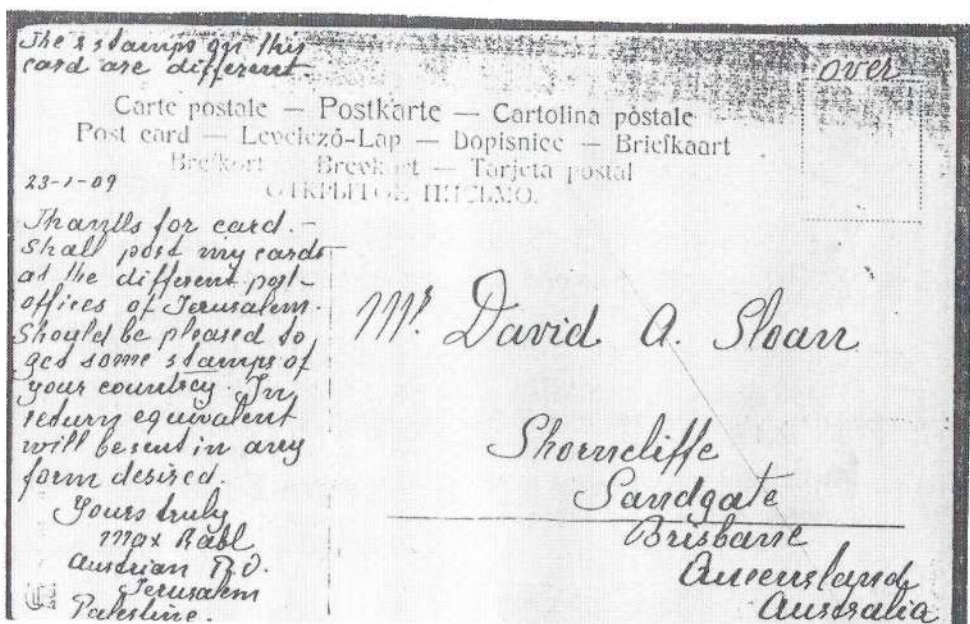 The stamps on this
card are different
over
Carte postale — Postkarte — Cartolina postale
Post card — Levelező-Lap — Dopisnice — Briefkaart
Brefkort — Brevkort — Tarjeta postal
ОТКРЫТОЕ ПИСЬМО.
23-1-09
Thanks for card. —
Shall post my cards
at the different post-
offices of Jerusalem.
Should be pleased to
get some stamps of
your country. In
return equivalent
will be sent in any
form desired.
Yours truly
Max Rabl
Austrian P.O.
Jerusalem
Palestine.
Mr. David A. Sloan
Shorncliffe
Sandgate
Brisbane
Queensland
Australia